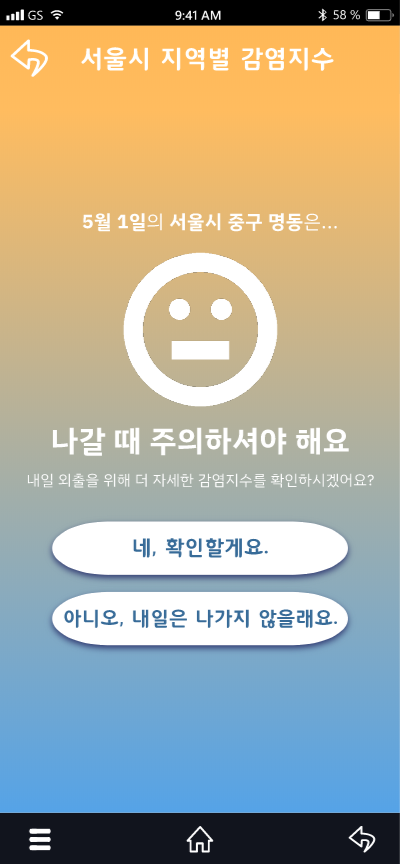 GS 9:41 AM 58 %
서울시 지역별 감염지수
5월 1일의 서울시 중구 명동은...
나갈 때 주의하셔야 해요
내일 외출을 위해 더 자세한 감염지수를 확인하시겠어요?
네, 확인할게요.
아니오, 내일은 나가지 않을래요.